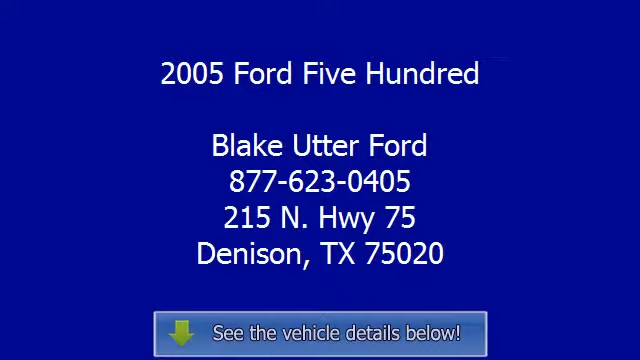 2005 Ford Five Hundred
Blake Utter Ford
877-623-0405
215 N. Hwy 75
Denison, TX 75020
See the vehicle details below!